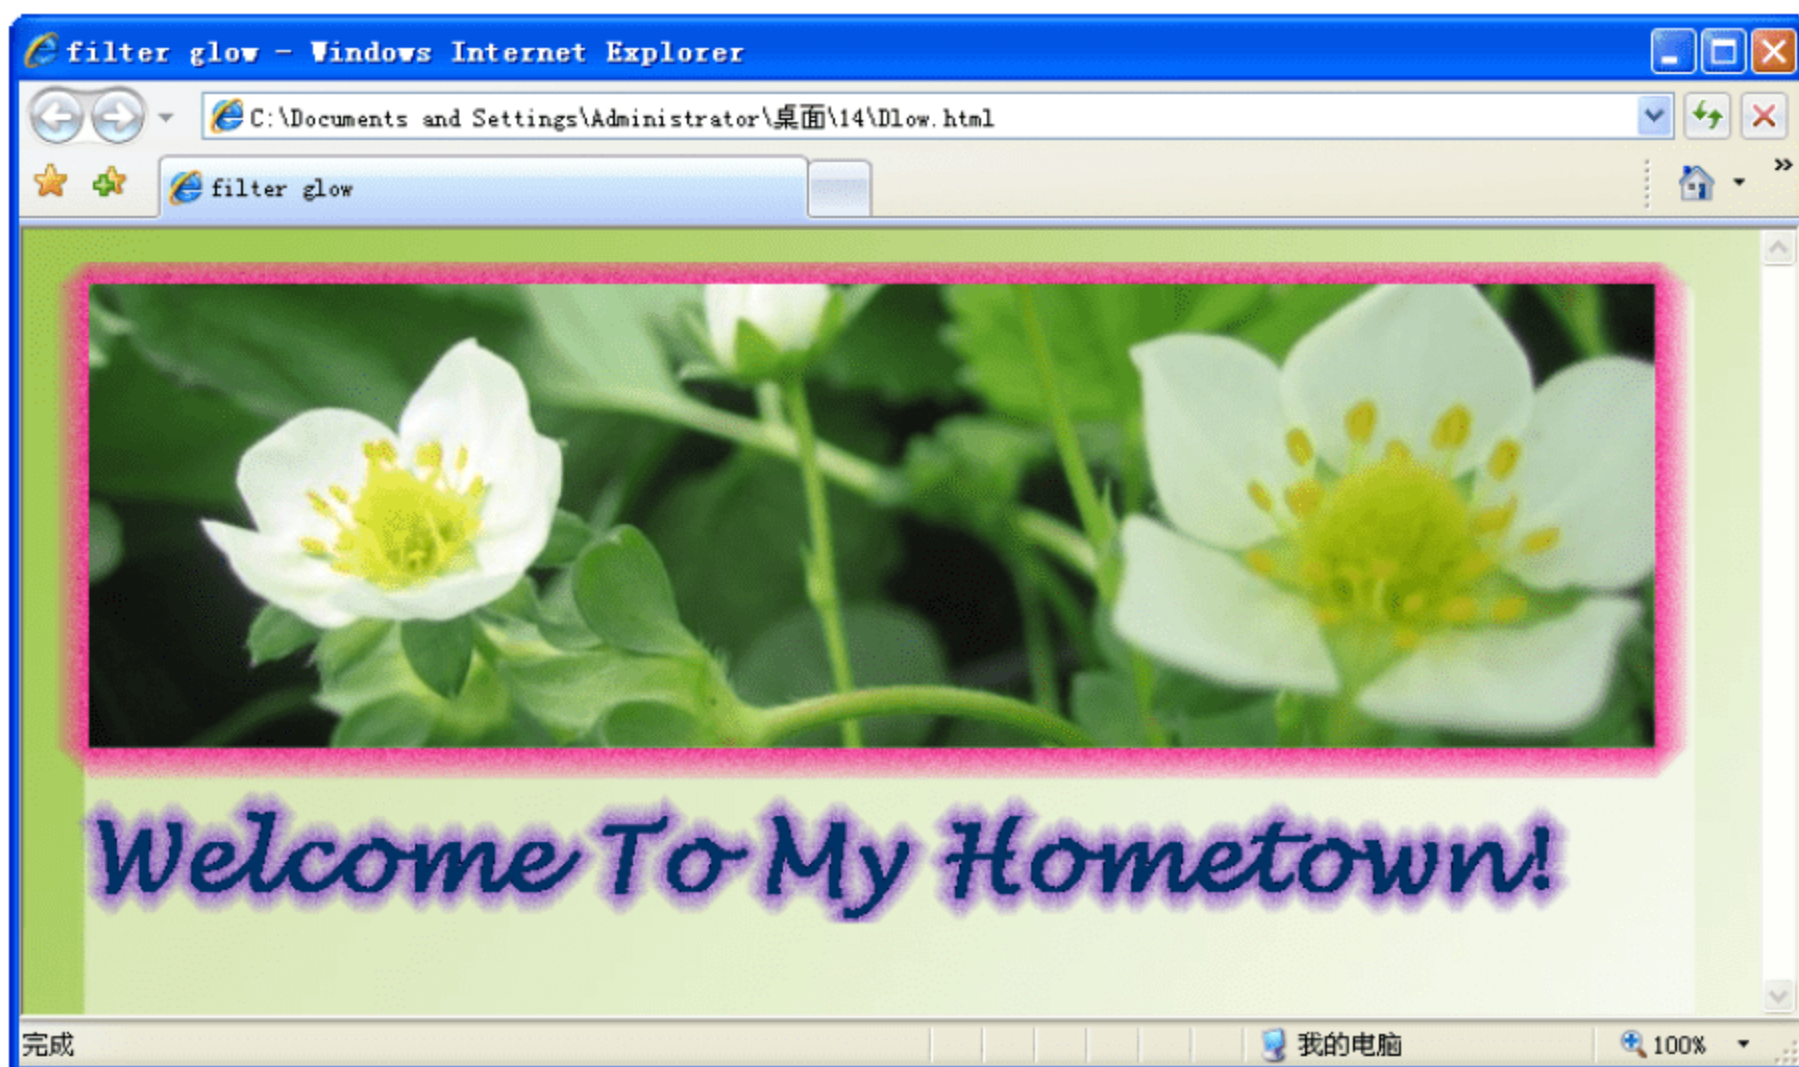 filter glow - Windows Internet Explorer
C:\Documents and Settings\Administrator\桌面\14\Dlow.html
filter glow
Welcome To My Hometown!
完成
我的电脑
100%